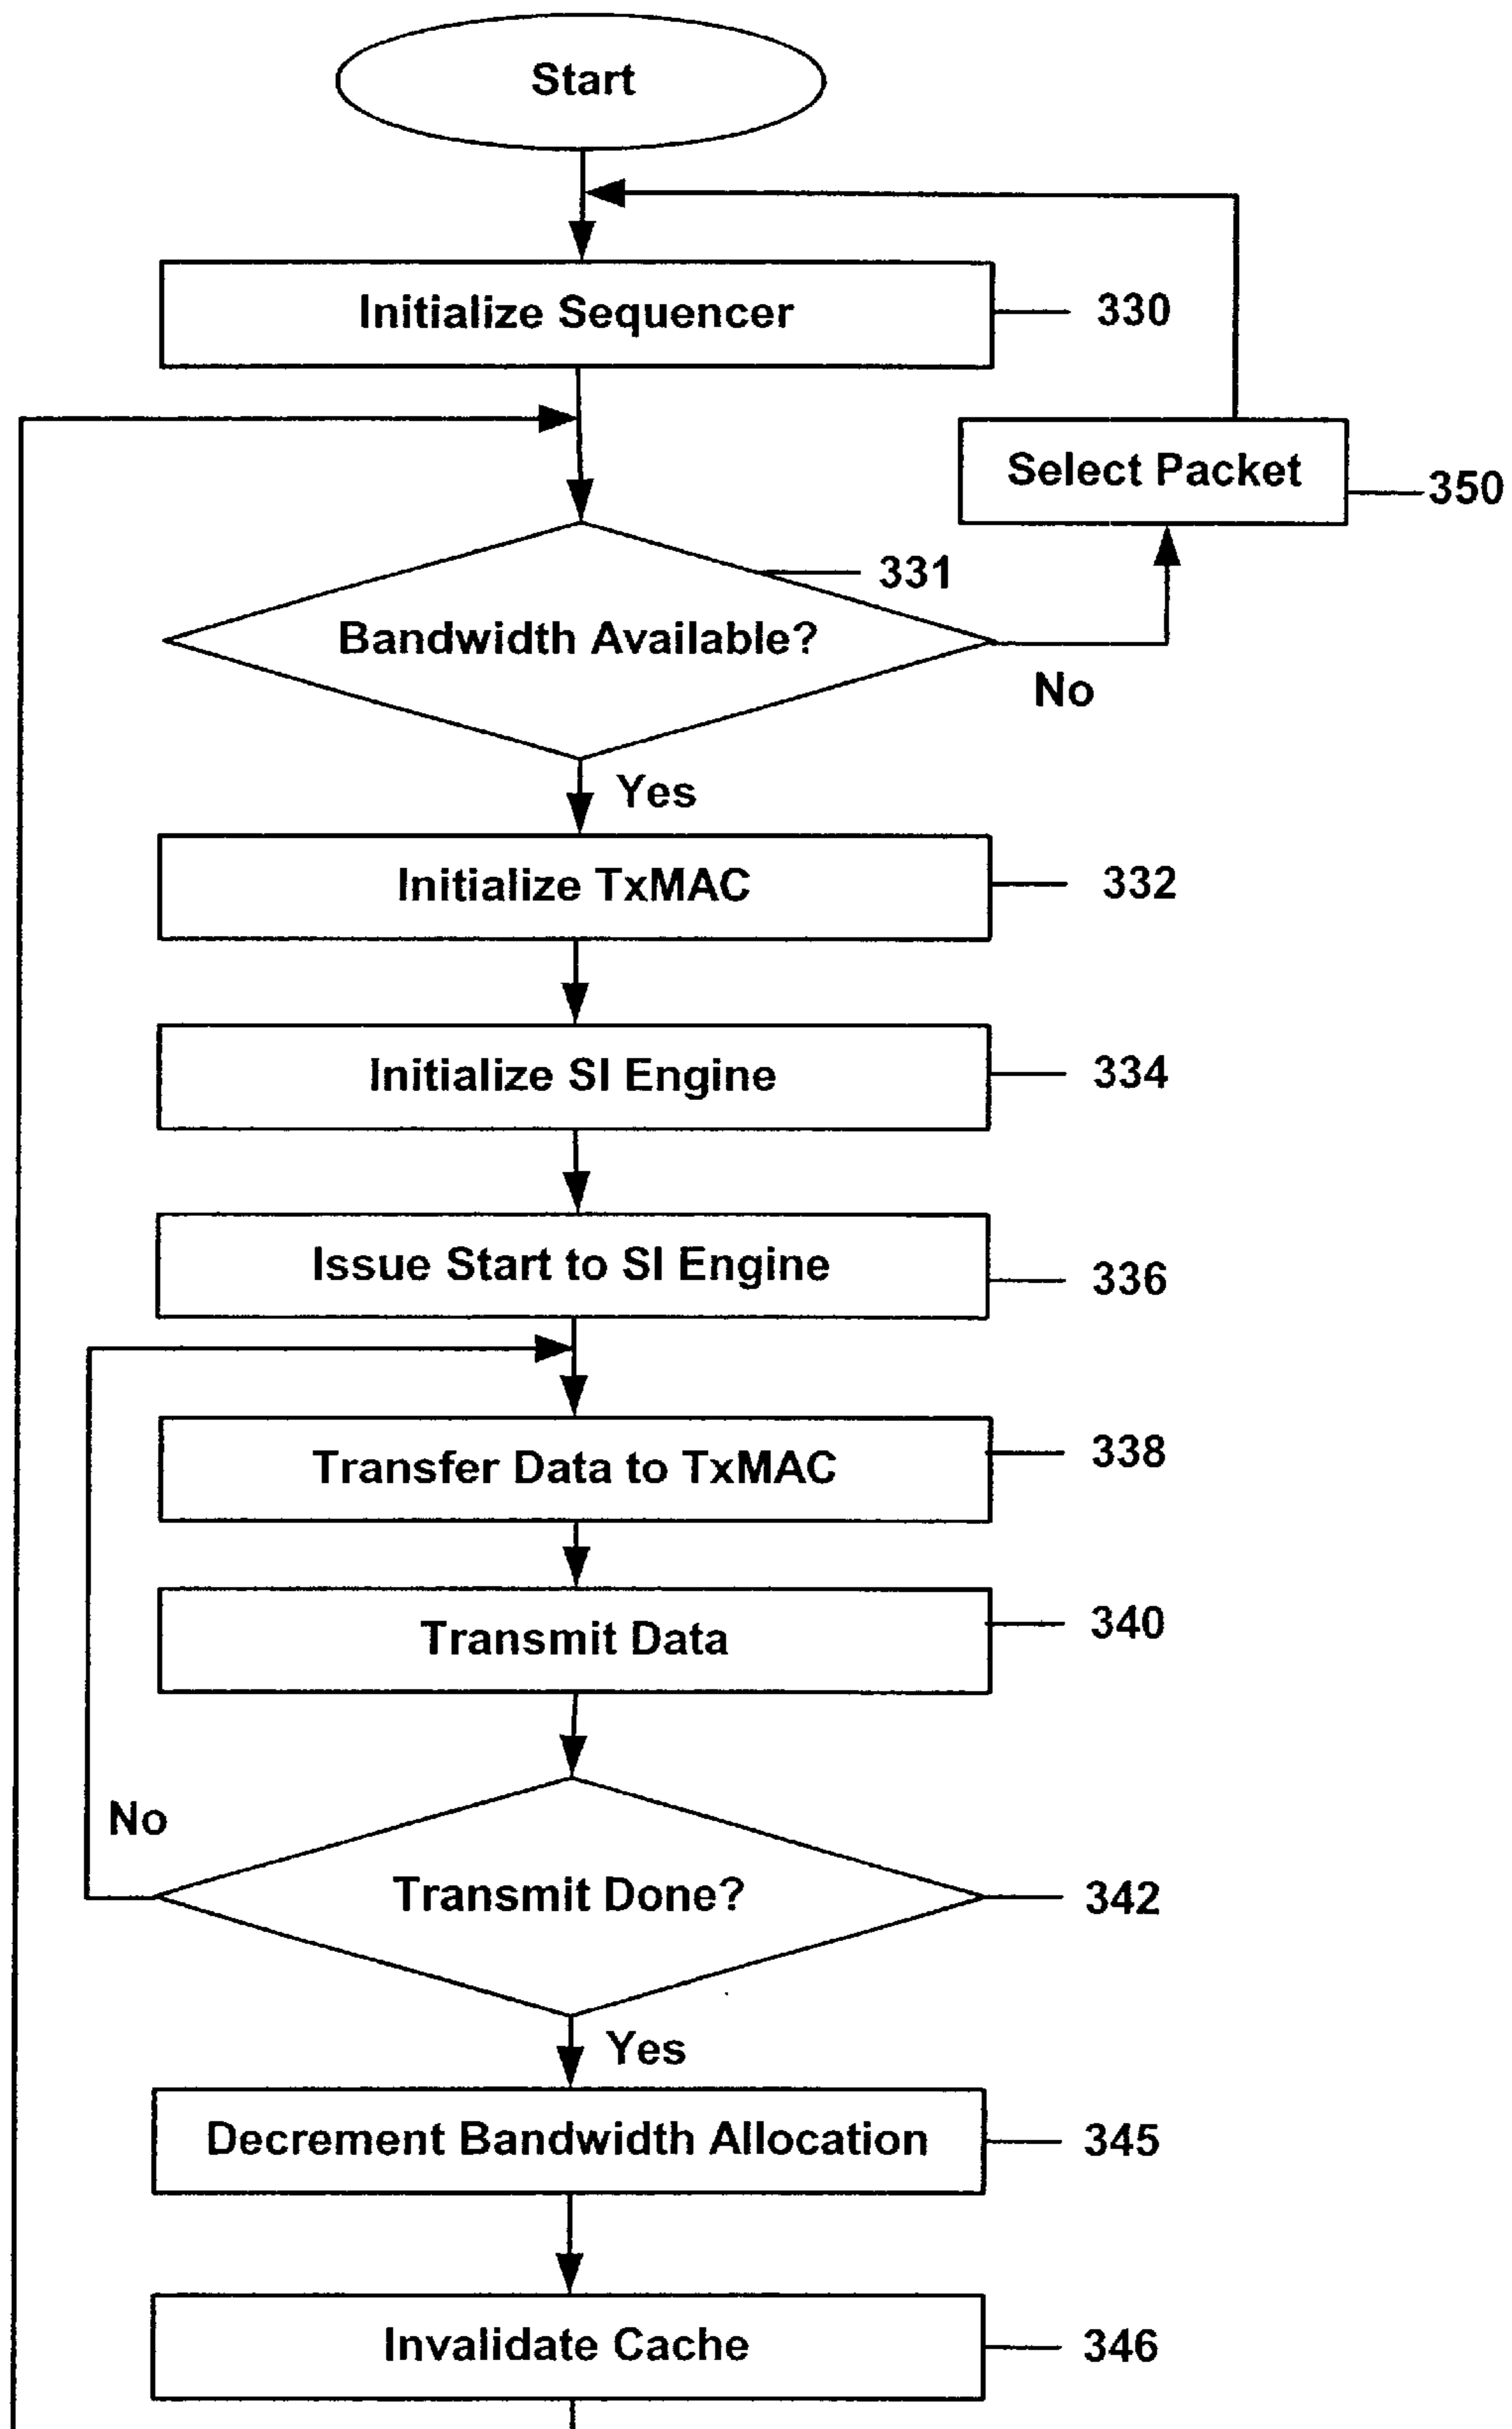 Start
Initialize Sequencer
330
Select Packet
350
331
Bandwidth Available?
No
Yes
Initialize TxMAC
332
Initialize SI Engine
334
Issue Start to SI Engine
336
Transfer Data to TxMAC
338
Transmit Data
340
No
Transmit Done?
342
Yes
Decrement Bandwidth Allocation
345
Invalidate Cache
346